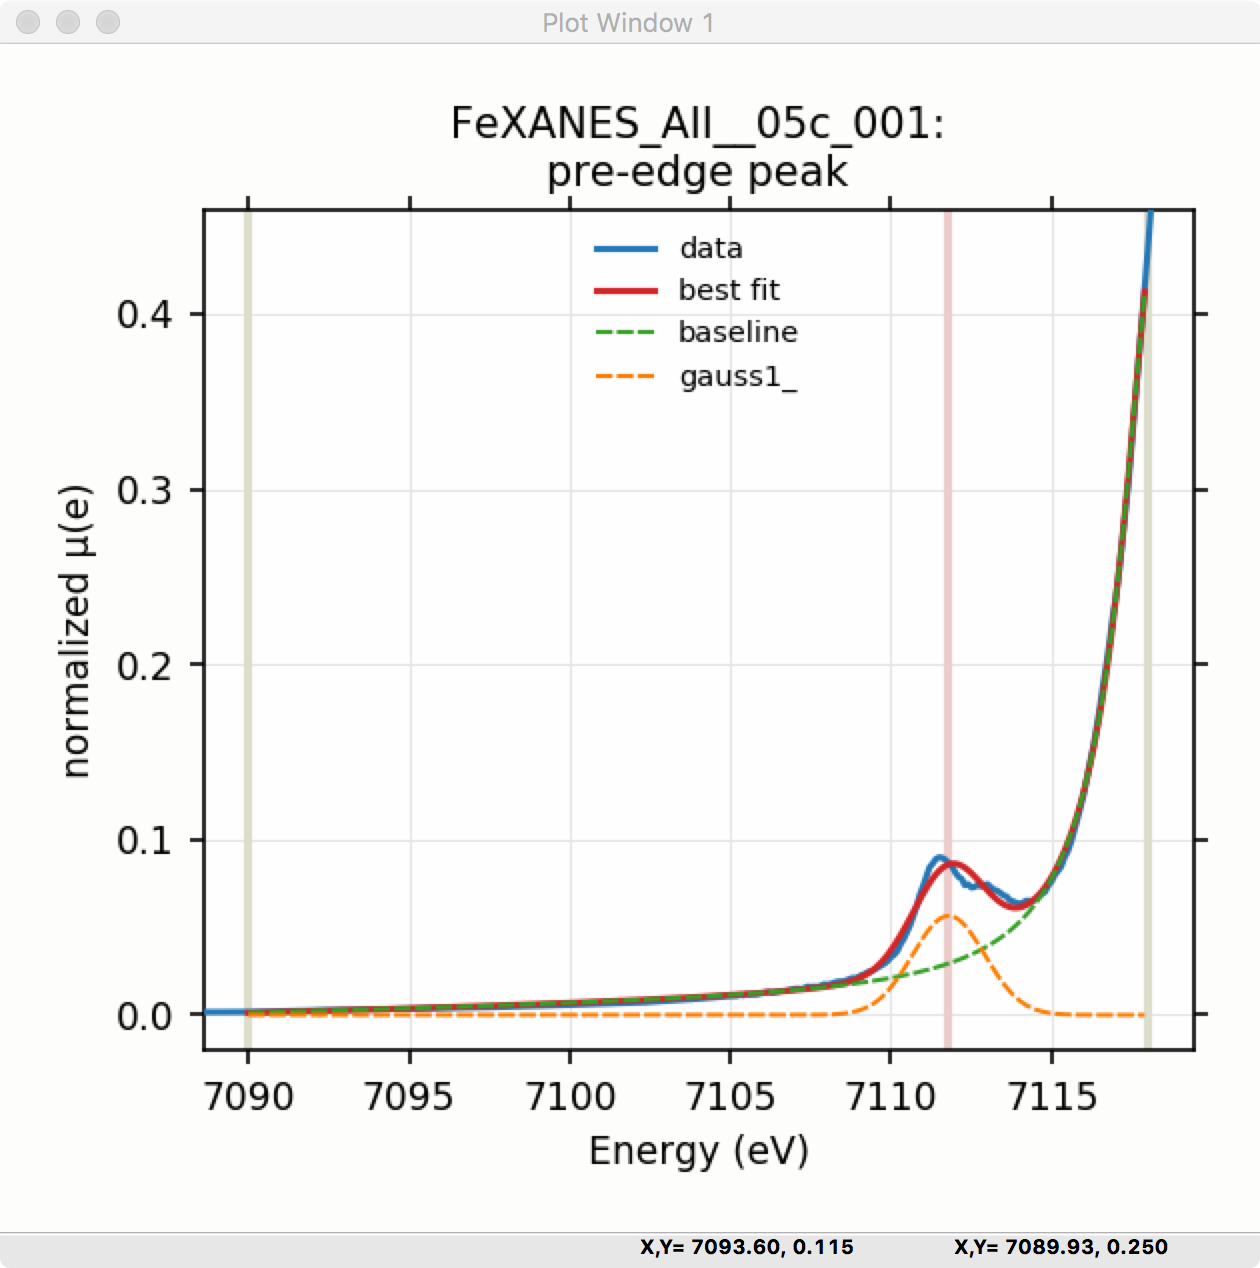 Plot Window 1
FeXANES_All__05c_001:
pre-edge peak
data
best fit
baseline
gauss1_
normalized μ(e)
0.4
0.3
0.2
0.1
0.0
7090 7095 7100 7105 7110 7115
Energy (eV)
X,Y= 7093.60, 0.115 X,Y= 7089.93, 0.250